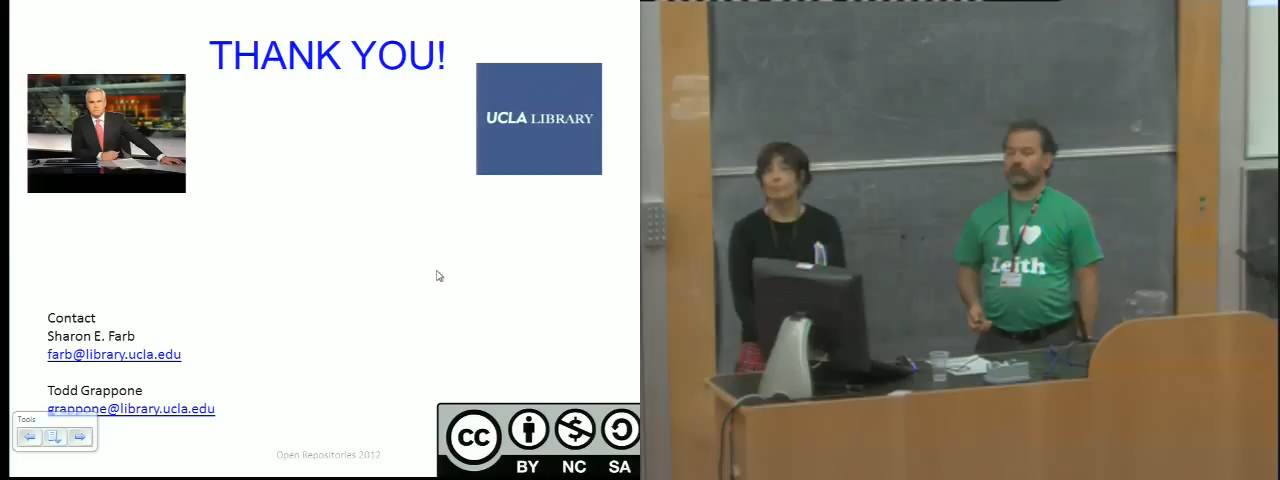 THANK YOU!
UCLA LIBRARY
Contact
Sharon E. Farb
farb@library.ucla.edu
Todd Grappone
grappone@library.ucla.edu
Tools
Open Repositories 2012
CC
BY NC SA
I
Leith